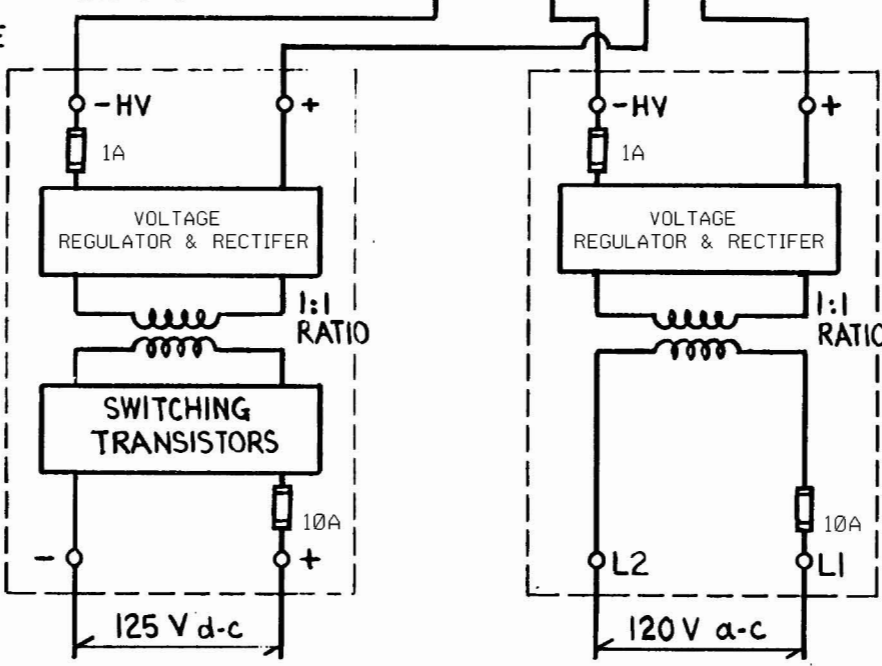 E
-HV
+
1A
VOLTAGE
REGULATOR & RECTIFER
1:1
RATIO
SWITCHING
TRANSISTORS
10A
-
+
125 V d-c
-HV
+
1A
VOLTAGE
REGULATOR & RECTIFER
1:1
RATIO
10A
L2
L1
120V a-c